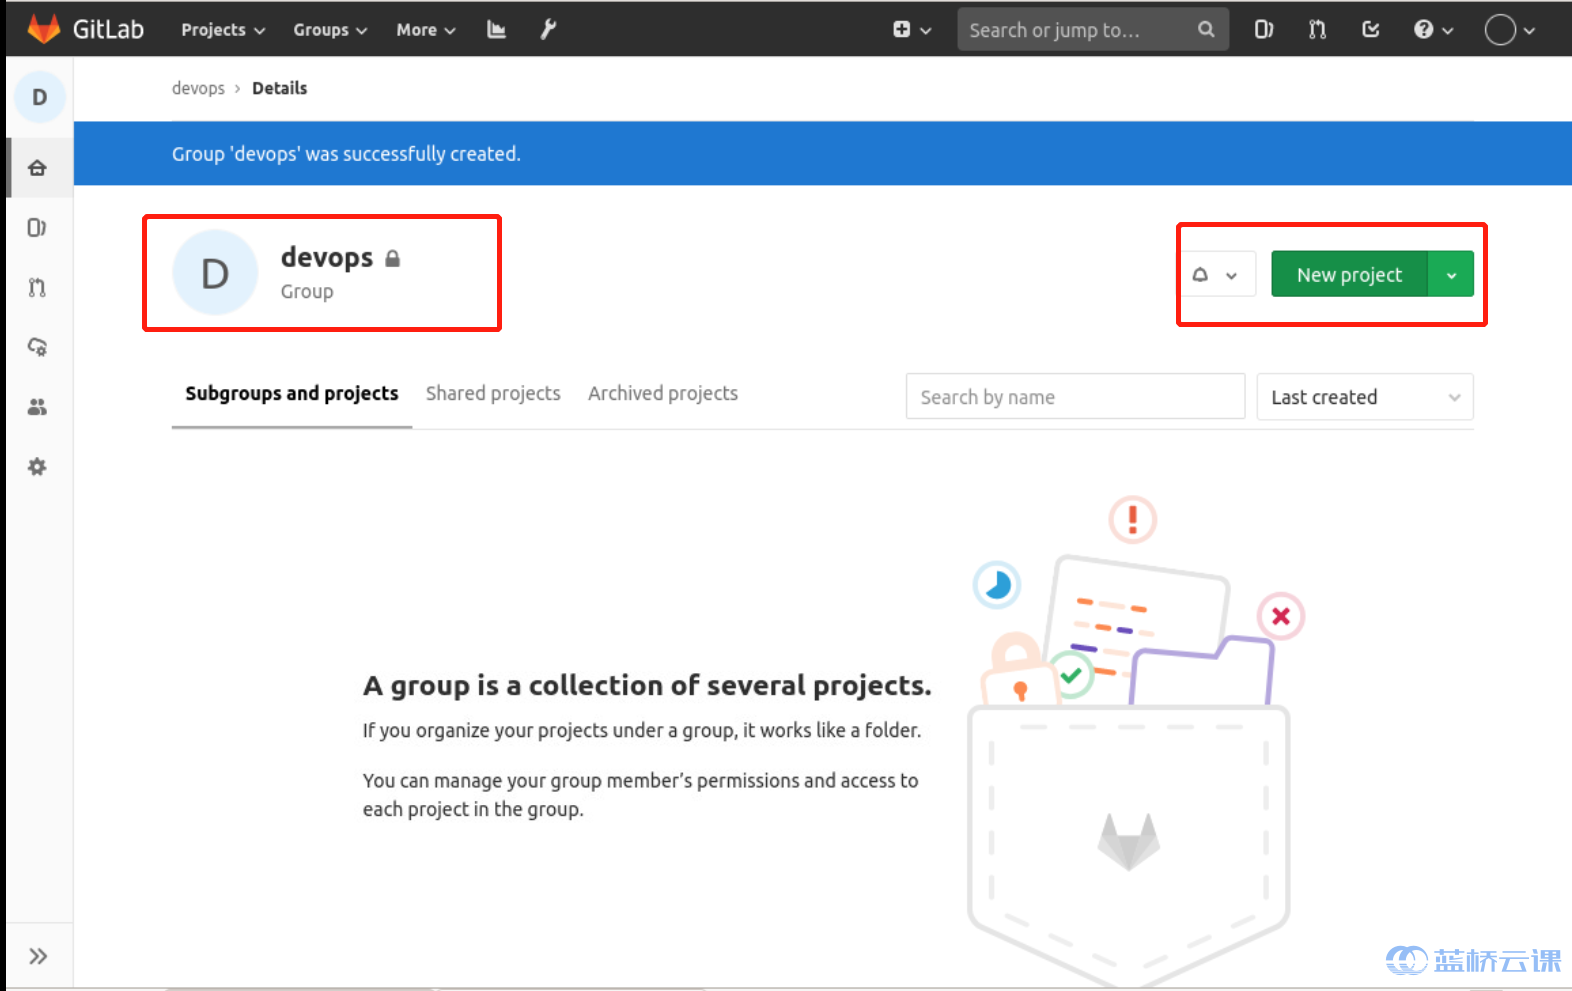 GitLab Projects Groups More Search or jump to...
D
devops › Details
Group 'devops' was successfully created.
D
devops
Group
New project
Subgroups and projects Shared projects Archived projects Search by name Last created
A group is a collection of several projects.
If you organize your projects under a group, it works like a folder.
You can manage your group member’s permissions and access to
each project in the group.
蓝桥云课